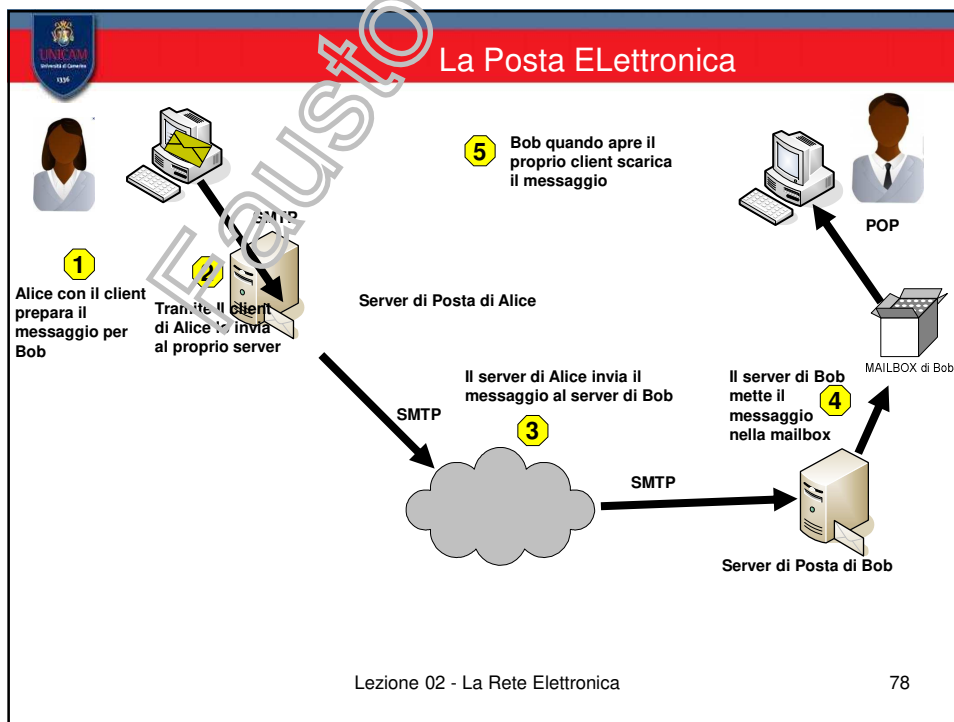 UNICAM
Università di Camerino
1336
La Posta ELettronica
Fausto
SMTP
1
Alice con il client
prepara il
messaggio per
Bob
2
Tramite Il client
di Alice lo invia
al proprio server
Server di Posta di Alice
SMTP
Il server di Alice invia il
messaggio al server di Bob
3
SMTP
Il server di Bob
mette il
messaggio
nella mailbox
4
Server di Posta di Bob
MAILBOX di Bob
POP
5
Bob quando apre il
proprio client scarica
il messaggio
Lezione 02 - La Rete Elettronica
78